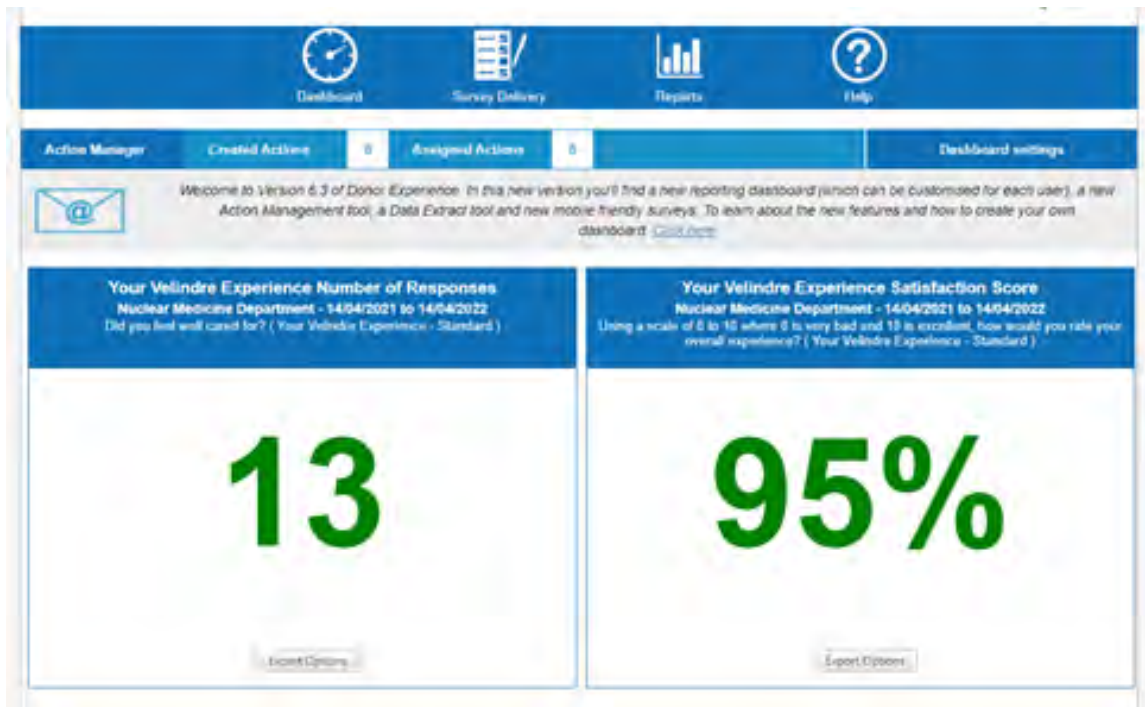 Dashboard
Survey Delivery
Reports
Help
Action Manager
Created Actions
0
Assigned Actions
0
Dashboard settings
@
Welcome to Version 6.3 of Donor Experience. In this new version you'll find a new reporting dashboard (which can be customised for each user), a new
Action Management tool, a Data Extract tool and new mobile friendly surveys. To learn about the new features and how to create your own
dashboard Click here
Your Velindre Experience Number of Responses
Nuclear Medicine Department - 14/04/2021 to 14/04/2022
Did you feel well cared for? ( Your Velindre Experience - Standard )
13
Export Options
Your Velindre Experience Satisfaction Score
Nuclear Medicine Department - 14/04/2021 to 14/04/2022
Using a scale of 0 to 10 where 0 is very bad and 10 is excellent, how would you rate your
overall experience? ( Your Velindre Experience - Standard )
95%
Export Options